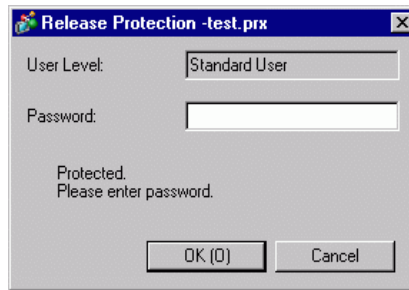 Release Protection -test.prx
User Level:
Standard User
Password:
Protected.
Please enter password.
OK (O)
Cancel